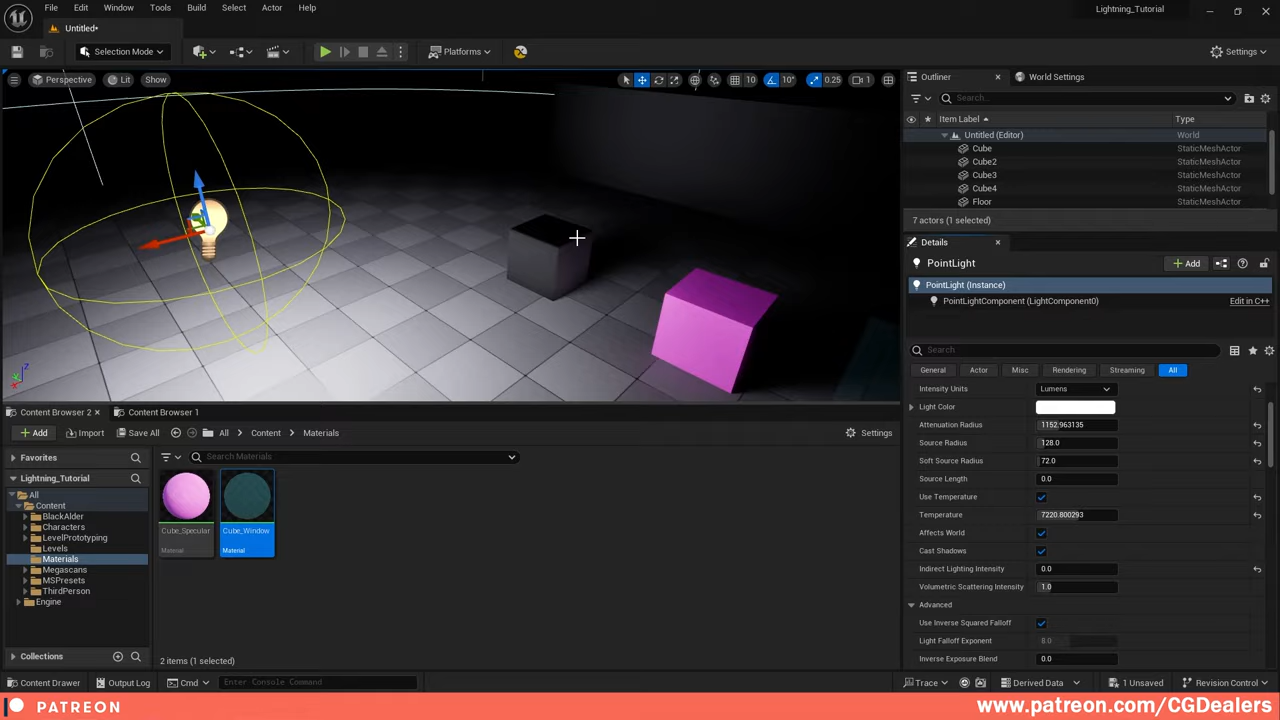 File Edit Window Tools Build Select Actor Help
Lightning_Tutorial
Untitled*
Selection Mode
Platforms
Settings
Perspective Lit Show
10 10° 0.25 1
Outliner World Settings
Search...
Item Label Type
Untitled (Editor) World
Cube StaticMeshActor
Cube2 StaticMeshActor
Cube3 StaticMeshActor
Cube4 StaticMeshActor
Floor StaticMeshActor
7 actors (1 selected)
Details
PointLight
Add
PointLight (Instance)
PointLightComponent (LightComponent0) Edit in C++
Search
General Actor Misc Rendering Streaming All
Intensity Units Lumens
Light Color
Attenuation Radius 1152.963135
Source Radius 128.0
Soft Source Radius 72.0
Source Length 0.0
Use Temperature
Temperature 7220.800293
Affects World
Cast Shadows
Indirect Lighting Intensity 0.0
Volumetric Scattering Intensity 1.0
Advanced
Use Inverse Squared Falloff
Light Falloff Exponent 8.0
Inverse Exposure Blend 0.0
Content Browser 2 Content Browser 1
Add Import Save All All Content Materials Settings
Favorites
Search Materials
Lightning_Tutorial
All
Content
BlackAlder
Characters
LevelPrototyping
Levels
Materials
Megascans
MSPresets
ThirdPerson
Engine
Collections
Cube_Specular
Material
Cube_Window
Material
2 items (1 selected)
Content Drawer Output Log Cmd Enter Console Command
Trace Derived Data 1 Unsaved Revision Control
PATREON
www.patreon.com/CGDealers